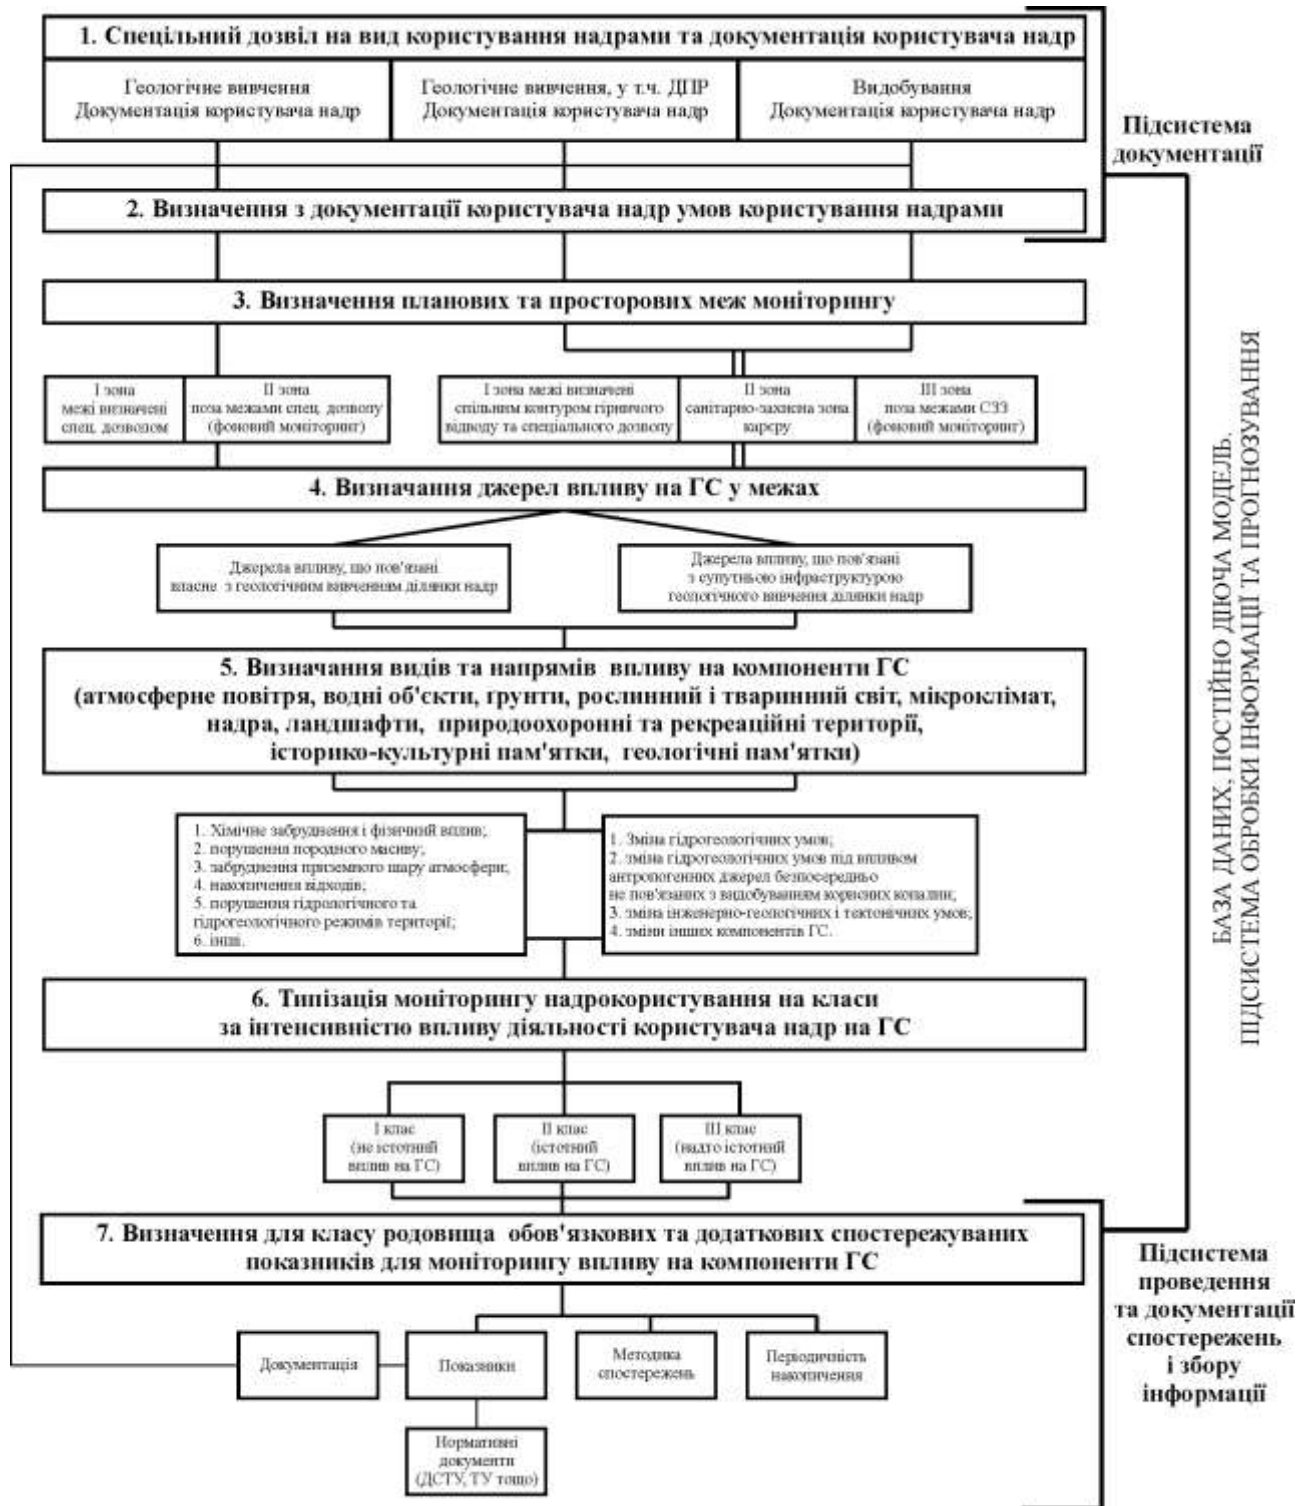 1. Спецільний дозвіл на вид користування надрами та документація користувача надр
Геологічне вивчення
Документація користувача надр
Геологічне вивчення, у т.ч. ДПР
Документація користувача надр
Видобування
Документація користувача надр
Підсистема
документації
2. Визначення з документації користувача надр умов користування надрами
3. Визначення планових та просторових меж моніторингу
І зона
межі визначені
спец. дозволом
ІІ зона
поза межами спец. дозволу
(фоновий моніторинг)
І зона межі визначені
спільним контуром гірничого
відводу та спеціального дозволу
ІІ зона
санітарно-захисна зона
карєру
ІІІ зона
поза межами СЗЗ
(фоновий моніторинг)
4. Визначання джерел впливу на ГС у межах
Джерела впливу, що пов'язані
власне з геологічним вивченням ділянки надр
Джерела впливу, що пов'язані
з супутньою інфраструктурою
геологічного вивчення ділянки надр
5. Визначання видів та напрямів впливу на компоненти ГС
(атмосферне повітря, водні об'єкти, ґрунти, рослинний і тваринний світ, мікроклімат,
надра, ландшафти, природоохоронні та рекреаційні території,
історико-культурні пам'ятки, геологічні пам'ятки)
1. Хімічне забруднення і фізичний вплив;
2. порушення породного масиву;
3. забруднення приземного шару атмосфери;
4. накопичення відходів;
5. порушення гідрологічного та
гідрогеологічного режимів території;
6. інші.
1. Зміна гідрогеологічних умов;
2. зміна гідрогеологічних умов під впливом
антропогенних джерел безпосередньо
не пов'язаних з видобуванням корисних копалин;
3. зміна інженерно-геологічних і тектонічних умов;
4. зміни інших компонентів ГС.
6. Типізація моніторингу надрокористування на класи
за інтенсивністю впливу діяльності користувача надр на ГС
І клас
(не істотний
вплив на ГС)
ІІ клас
(істотний
вплив на ГС)
ІІІ клас
(надто істотний
вплив на ГС)
7. Визначення для класу родовища обов'язкових та додаткових спостережуваних
показників для моніторингу впливу на компоненти ГС
Документація
Показники
Методика
спостережень
Періодичність
накопичення
Нормативні
документи
(ДСТУ, ТУ тощо)
Підсистема
проведення
та документації
спостережень
і збору
інформації
БАЗА ДАНИХ, ПОСТІЙНО ДІЮЧА МОДЕЛЬ.
ПІДСИСТЕМА ОБРОБКИ ІНФОРМАЦІЇ ТА ПРОГНОЗУВАННЯ